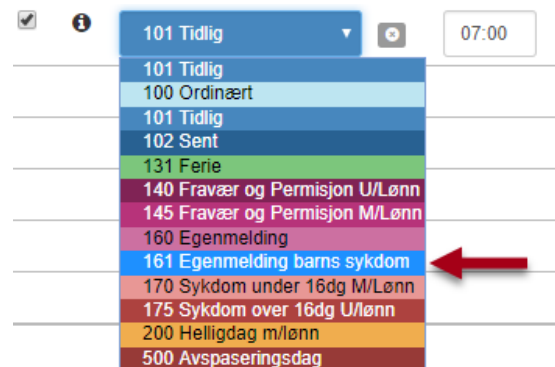 101 Tidlig
07:00
101 Tidlig
100 Ordinært
101 Tidlig
102 Sent
131 Ferie
140 Fravær og Permisjon U/Lønn
145 Fravær og Permisjon M/Lønn
160 Egenmelding
161 Egenmelding barns sykdom
170 Sykdom under 16dg M/Lønn
175 Sykdom over 16dg U/lønn
200 Helligdag m/lønn
500 Avspaseringsdag